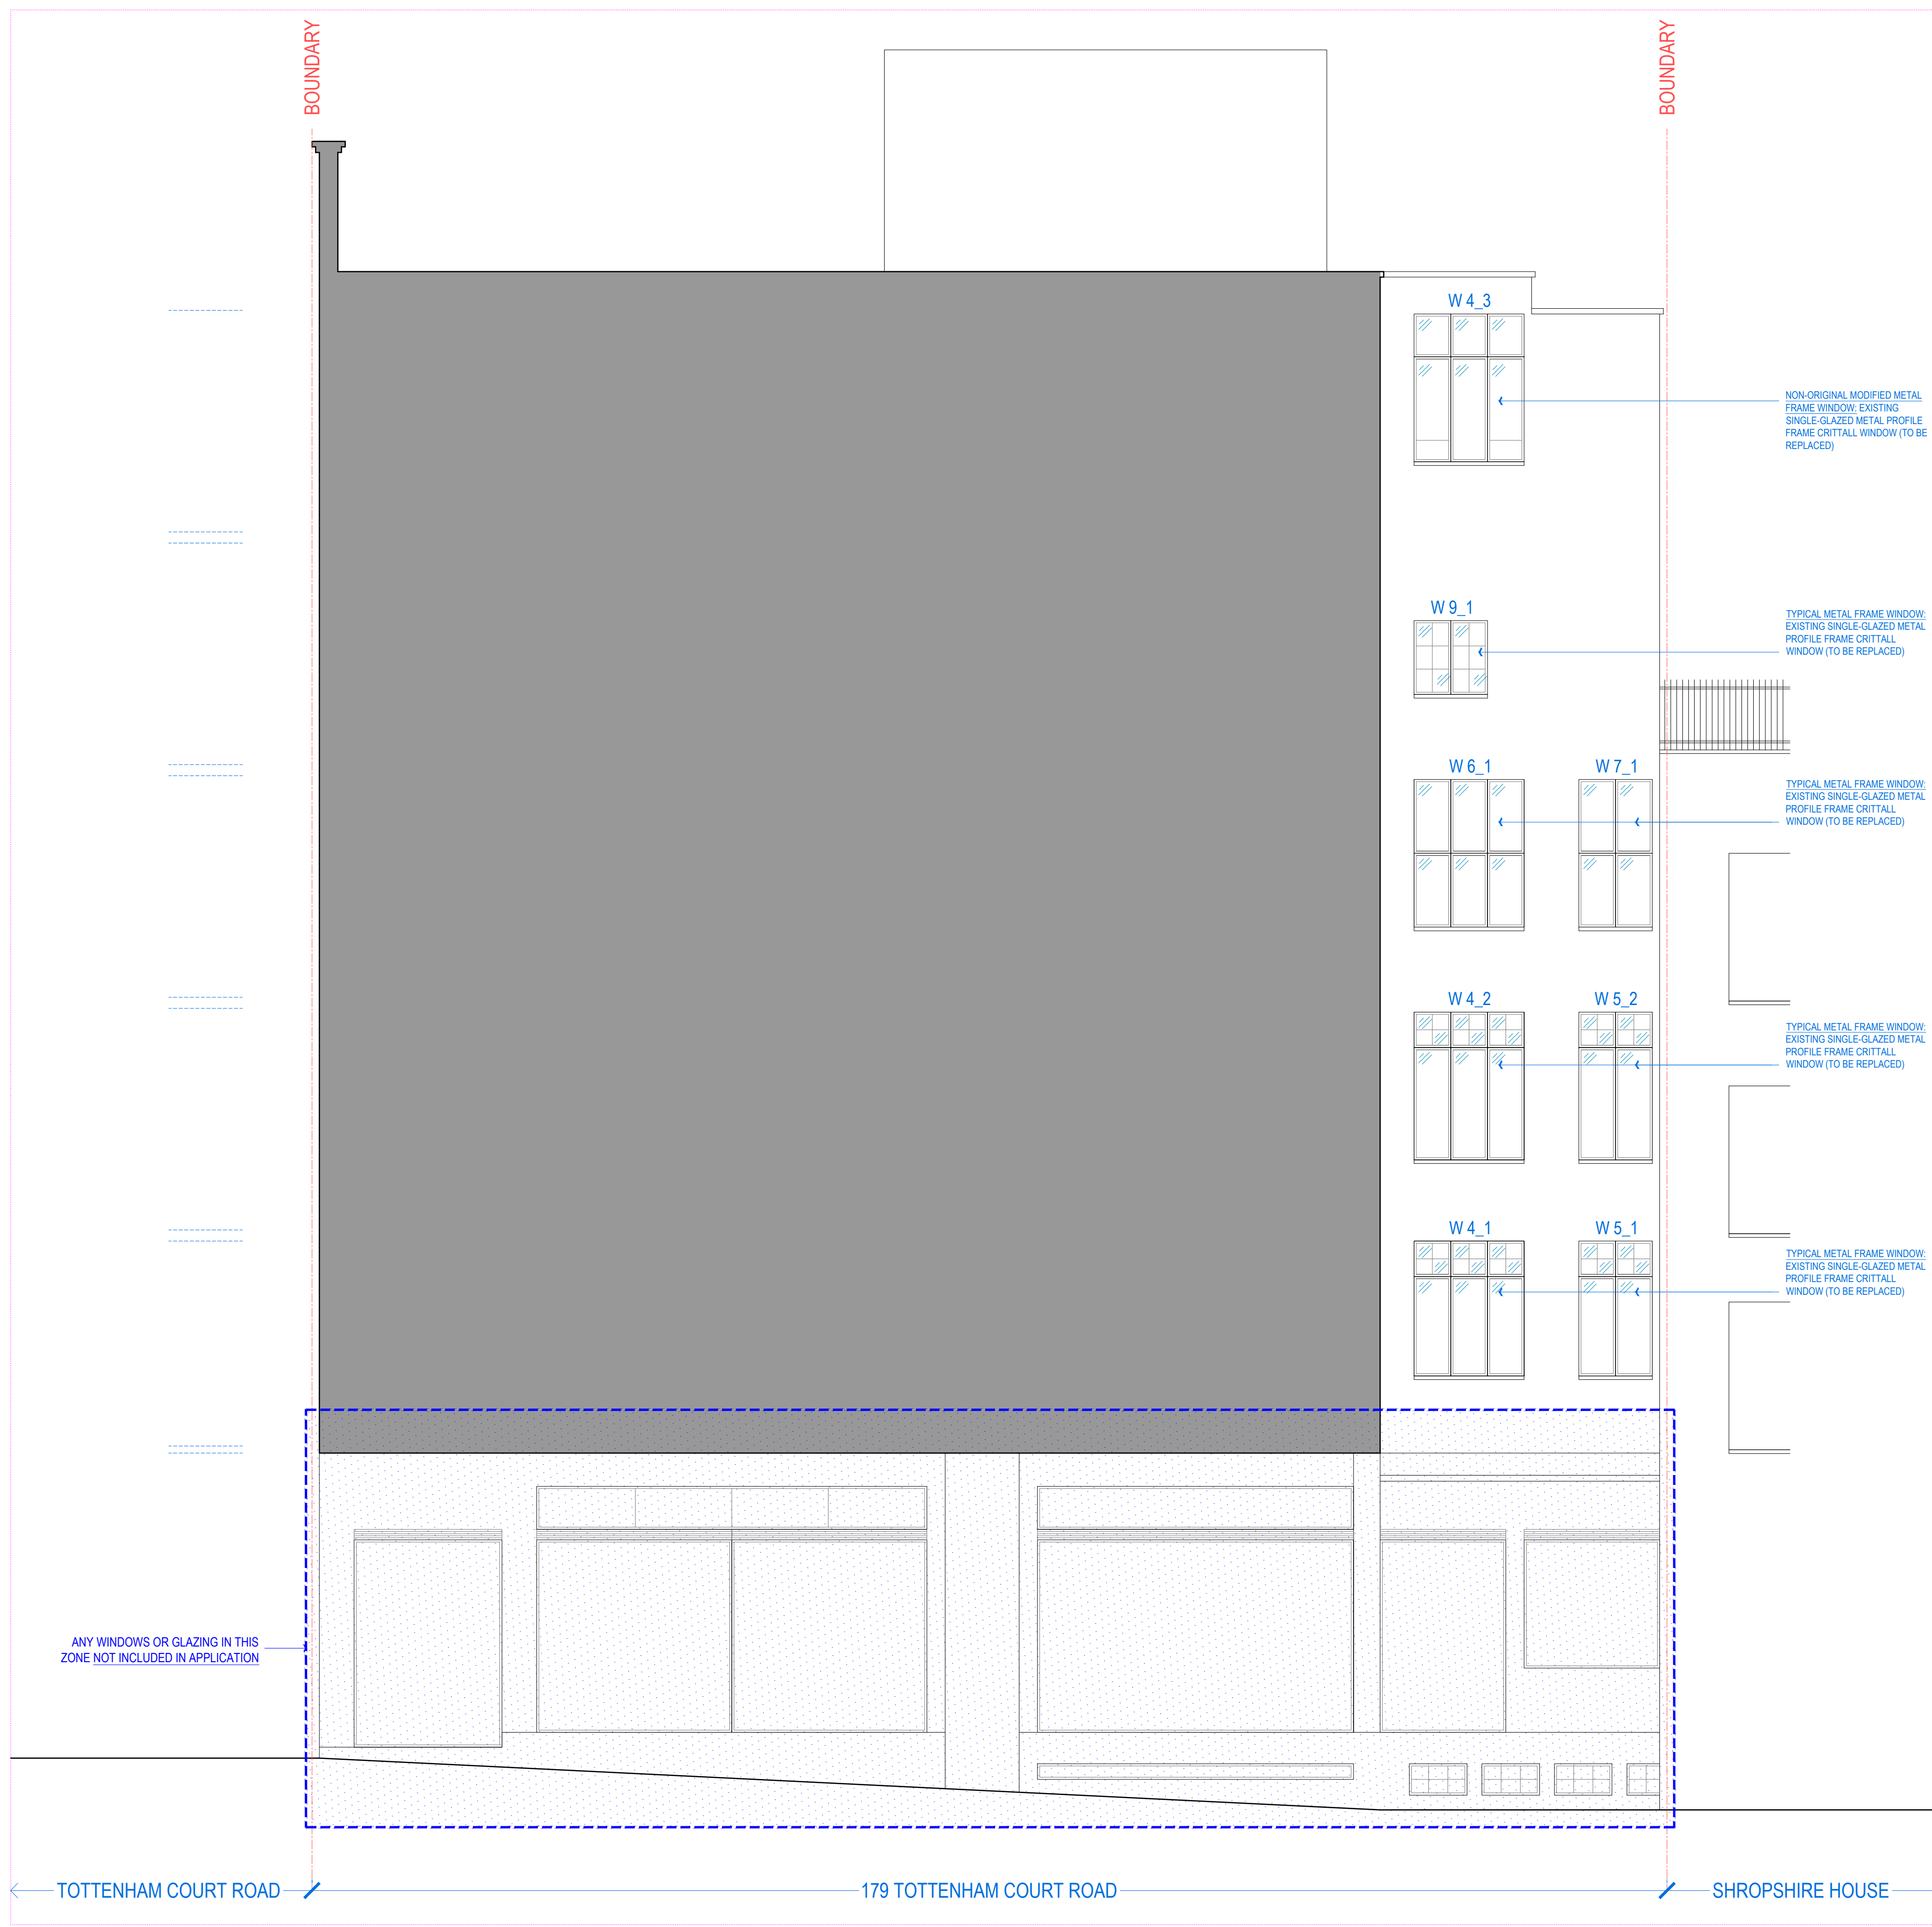 BOUNDARY
BOUNDARY
W 4_3
NON-ORIGINAL MODIFIED METAL
FRAME WINDOW: EXISTING
SINGLE-GLAZED METAL PROFILE
FRAME CRITTALL WINDOW (TO BE
REPLACED)
W 9_1
TYPICAL METAL FRAME WINDOW:
EXISTING SINGLE-GLAZED METAL
PROFILE FRAME CRITTALL
WINDOW (TO BE REPLACED)
W 6_1
W 7_1
TYPICAL METAL FRAME WINDOW:
EXISTING SINGLE-GLAZED METAL
PROFILE FRAME CRITTALL
WINDOW (TO BE REPLACED)
W 4_2
W 5_2
TYPICAL METAL FRAME WINDOW:
EXISTING SINGLE-GLAZED METAL
PROFILE FRAME CRITTALL
WINDOW (TO BE REPLACED)
W 4_1
W 5_1
TYPICAL METAL FRAME WINDOW:
EXISTING SINGLE-GLAZED METAL
PROFILE FRAME CRITTALL
WINDOW (TO BE REPLACED)
ANY WINDOWS OR GLAZING IN THIS
ZONE NOT INCLUDED IN APPLICATION
TOTTENHAM COURT ROAD
179 TOTTENHAM COURT ROAD
SHROPSHIRE HOUSE